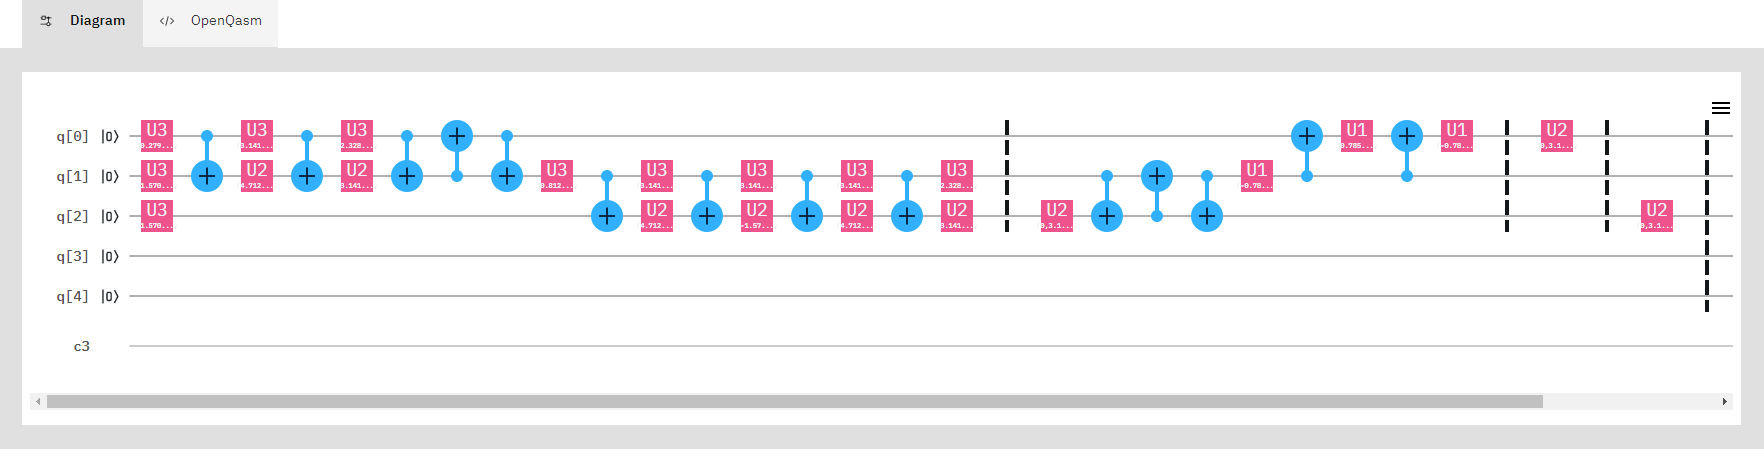 Diagram </> OpenQasm
q[0] |0⟩ U3 U3 U3 U1 U1 U2
0.279... 3.141... 2.328... 0.785... -0.78... 0,3.1...
q[1] |0⟩ U3 U2 U2 U3 U3 U3 U3 U3 U1
1.570... 4.712... 3.141... 0.812... 3.141... 3.141... 3.141... 2.328... -0.78...
q[2] |0⟩ U3 U2 U2 U2 U2 U2 U2
1.570... 4.712... -1.57... 4.712... 3.141... 0,3.1... 0,3.1...
q[3] |0⟩
q[4] |0⟩
c3